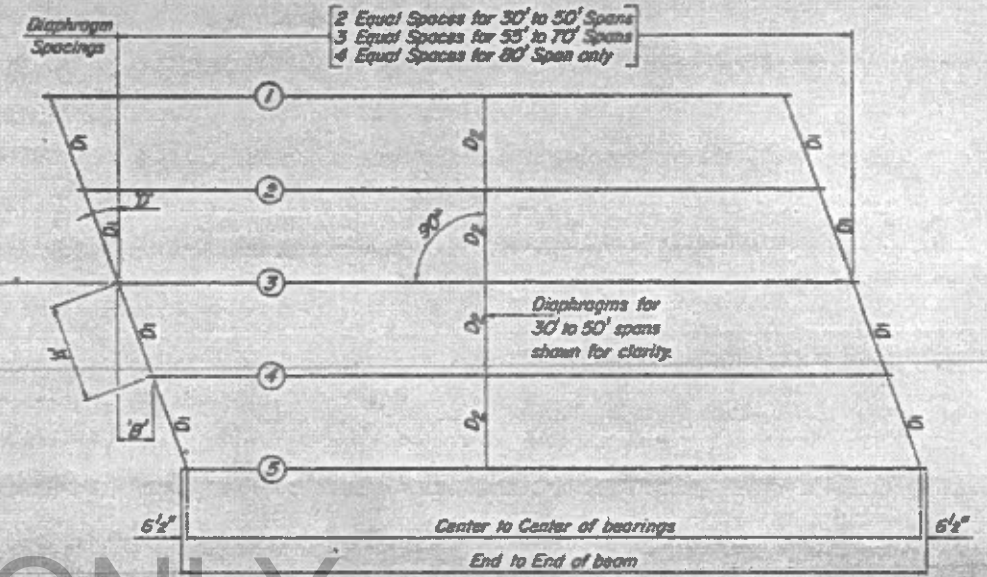 Diaphragm
Spacings
2 Equal Spaces for 30' to 50' Spans
3 Equal Spaces for 55' to 70' Spans
4 Equal Spaces for 80' Span only
1
D1
D2
D1
2
'D'
D1
90°
D2
D1
3
'A'
D1
D2
Diaphragms for
30' to 50' spans
shown for clarity.
D1
4
'B'
D1
D2
D1
5
6½"
Center to Center of bearings
6½"
End to End of beam
ONLY